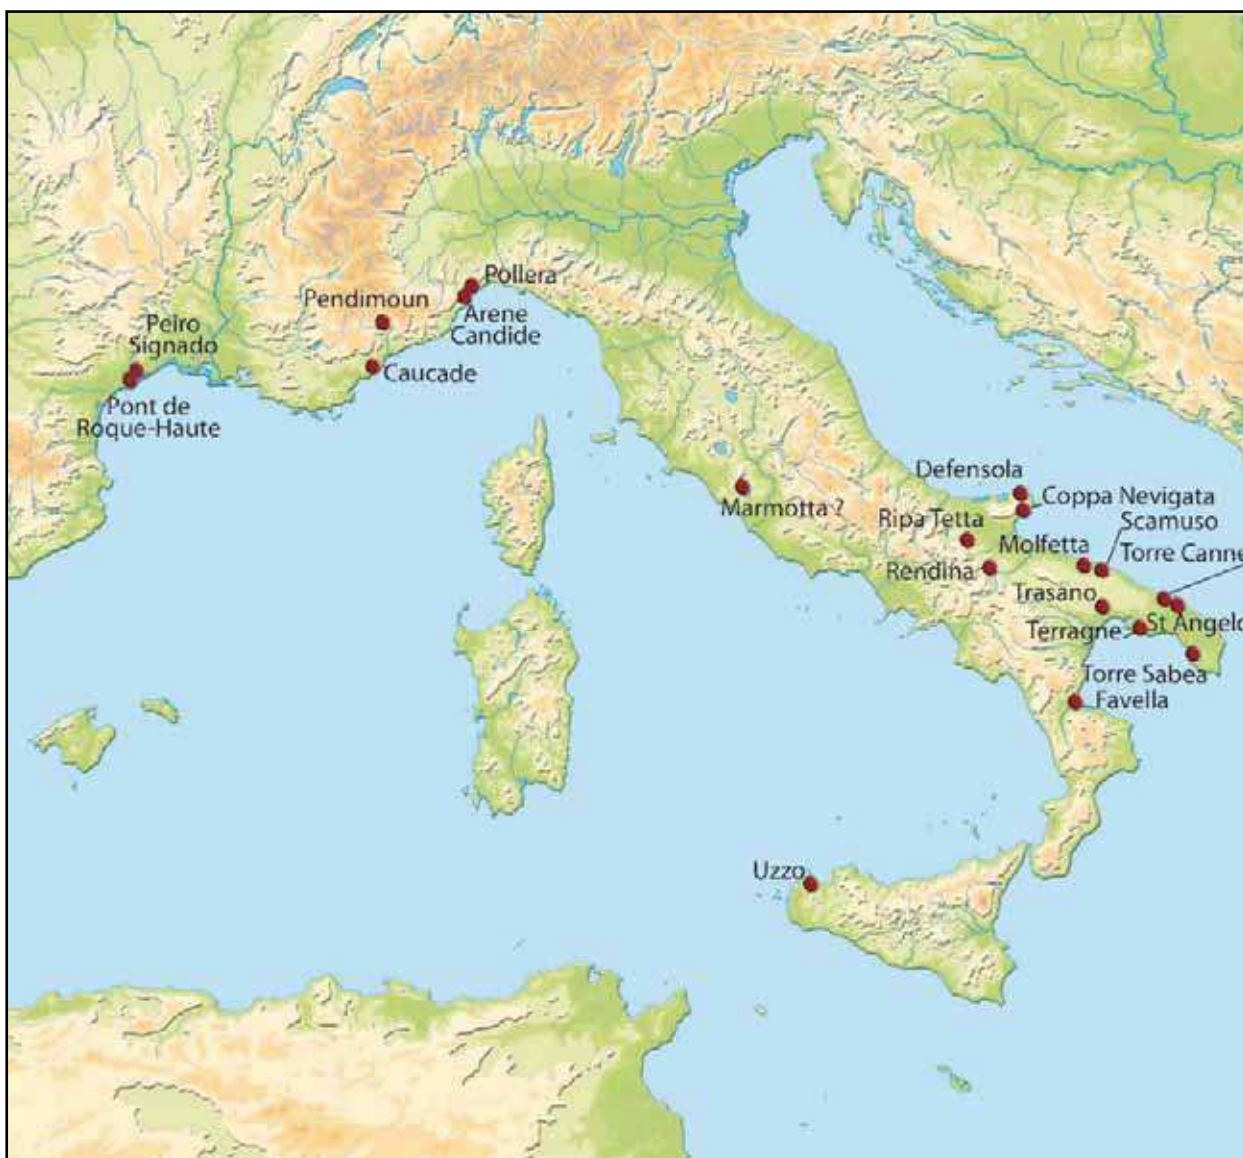 Pollera
Pendimoun
Arene
Candide
Peiro
Signado
Caucade
Pont de
Roque-Haute
Defensola
Marmotta ?
Coppa Nevigata
Ripa Tetta
Scamuso
Molfetta
Torre Canne
Rendina
Trasano
Terragne
St Angelo
Torre Sabea
Favella
Uzzo